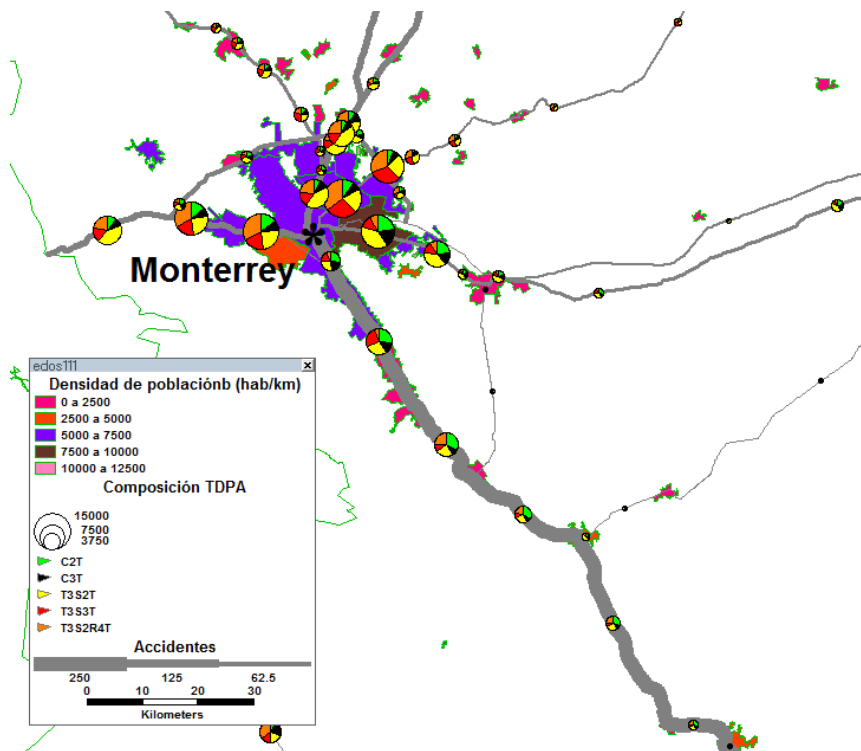 Monterrey
edos111
Densidad de poblaciónb (hab/km)
0 a 2500
2500 a 5000
5000 a 7500
7500 a 10000
10000 a 12500
Composición TDPA
15000
7500
3750
C2T
C3T
T3S2T
T3S3T
T3S2R4T
Accidentes
250 125 62.5
0 10 20 30
Kilometers